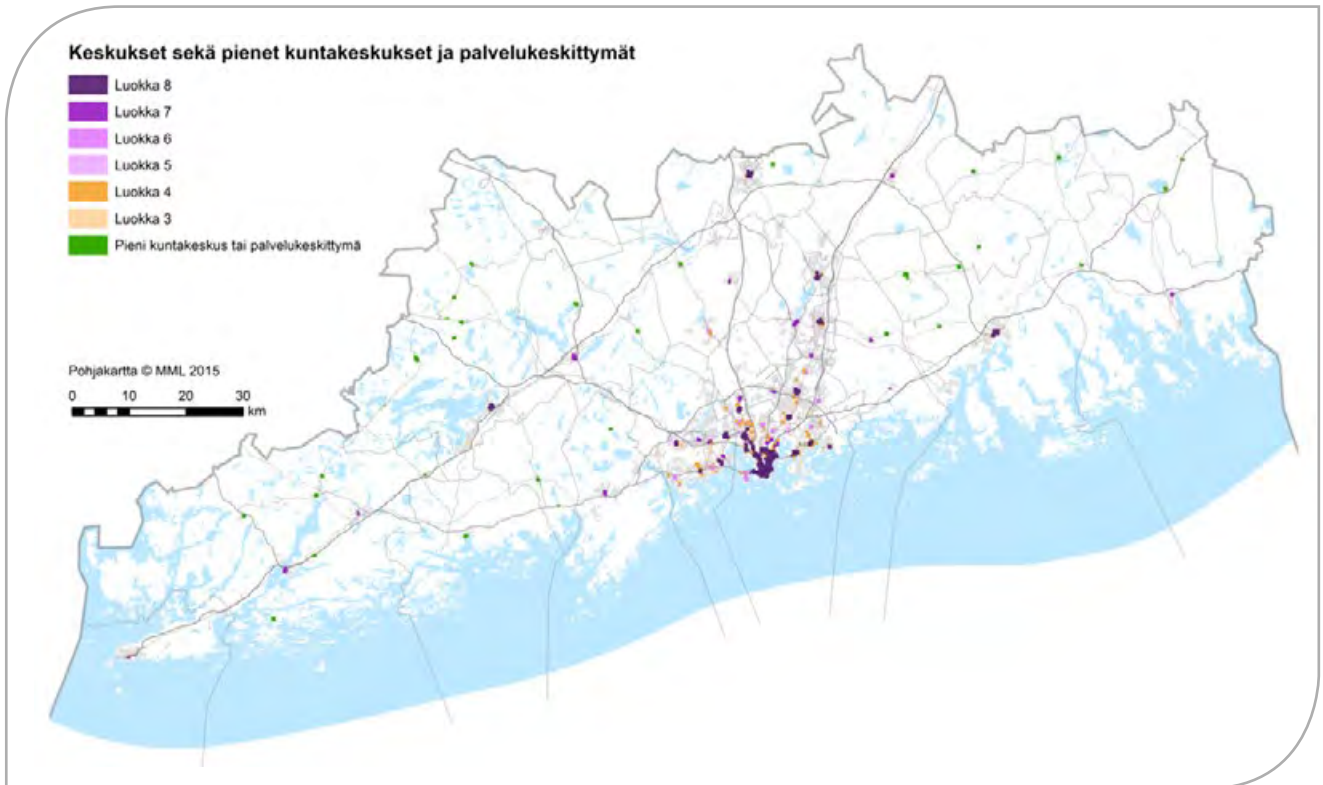 Keskukset sekä pienet kuntakeskukset ja palvelukeskittymät
Luokka 8
Luokka 7
Luokka 6
Luokka 5
Luokka 4
Luokka 3
Pieni kuntakeskus tai palvelukeskittymä
Pohjakartta © MML 2015
0 10 20 30
km